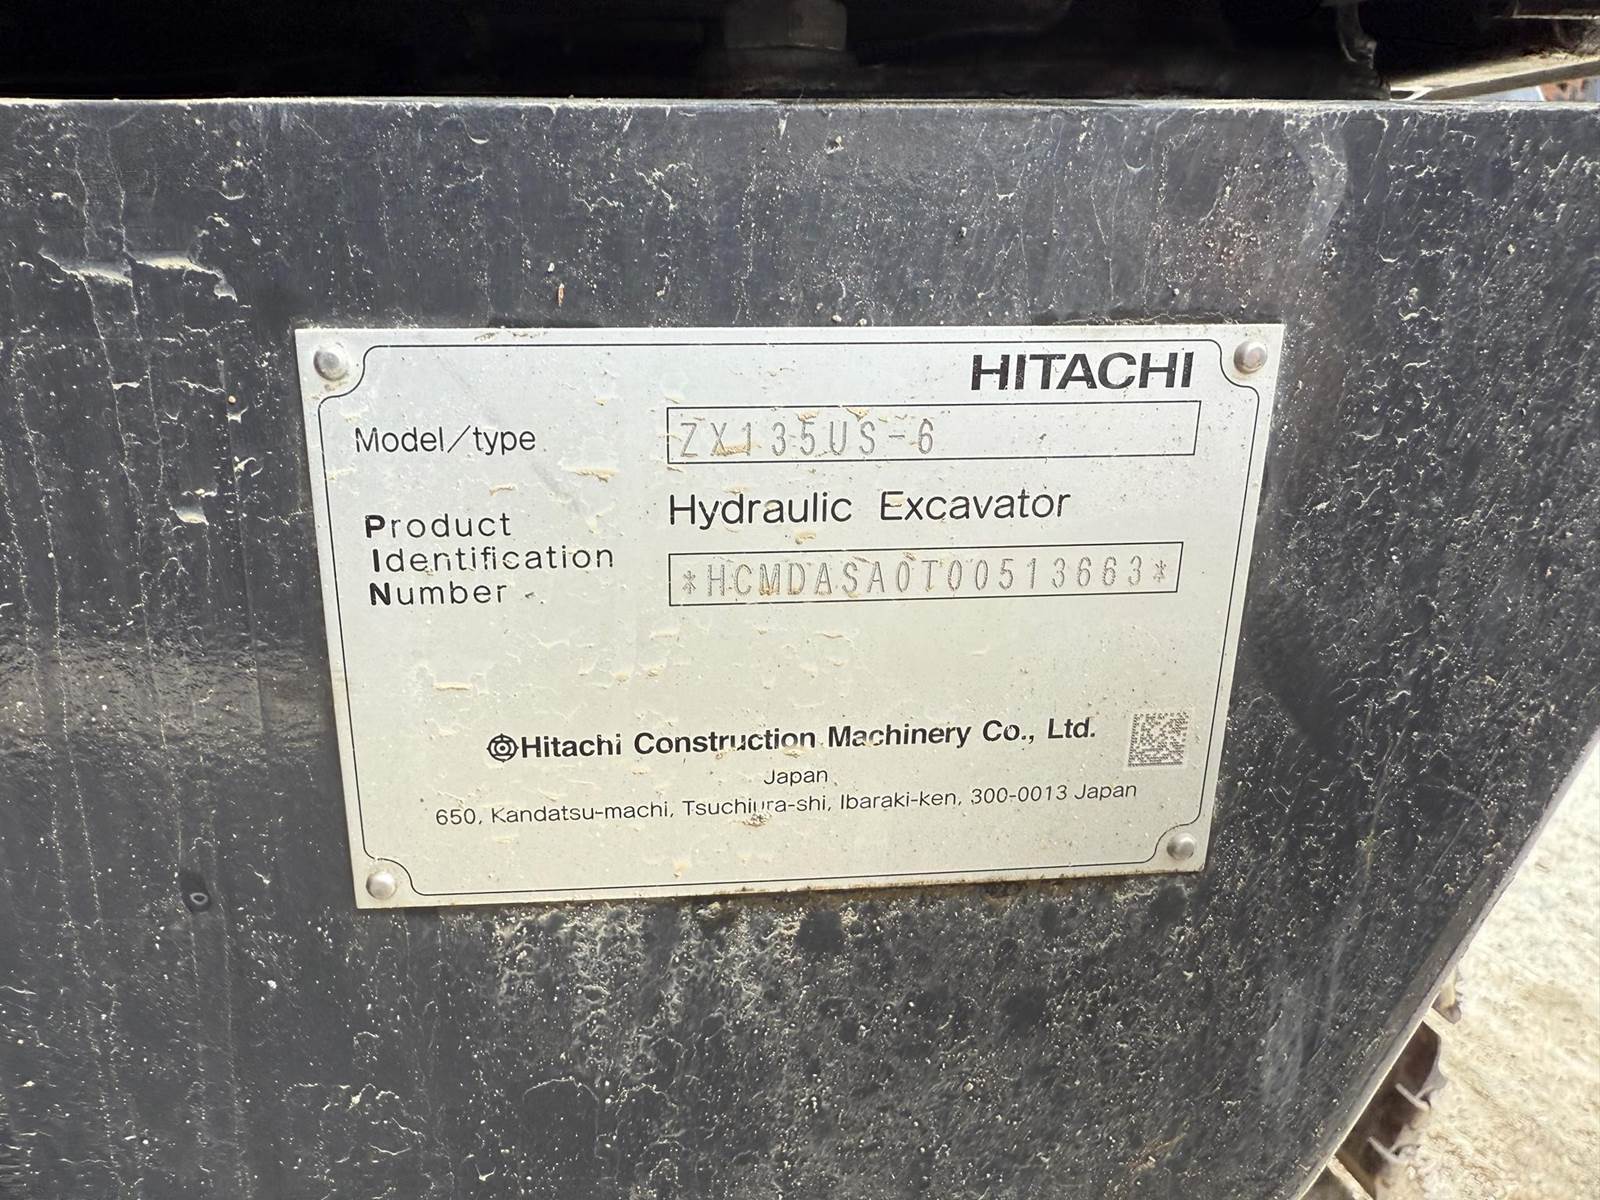 HITACHI
Model/type ZX135US-6
Hydraulic Excavator
Product
Identification
Number *HCMDASA0T00513663*
Hitachi Construction Machinery Co., Ltd.
Japan
650, Kandatsu-machi, Tsuchiura-shi, Ibaraki-ken, 300-0013 Japan